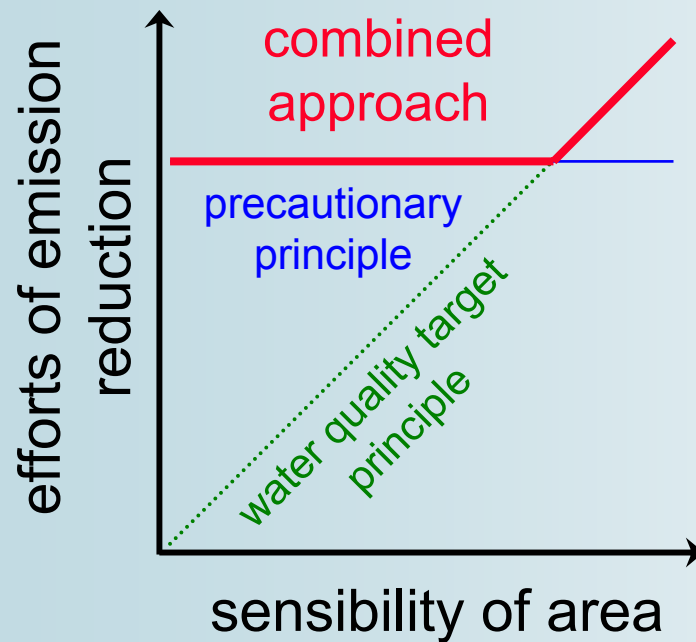 efforts of emission
reduction
combined
approach
precautionary
principle
water quality target
principle
sensibility of area